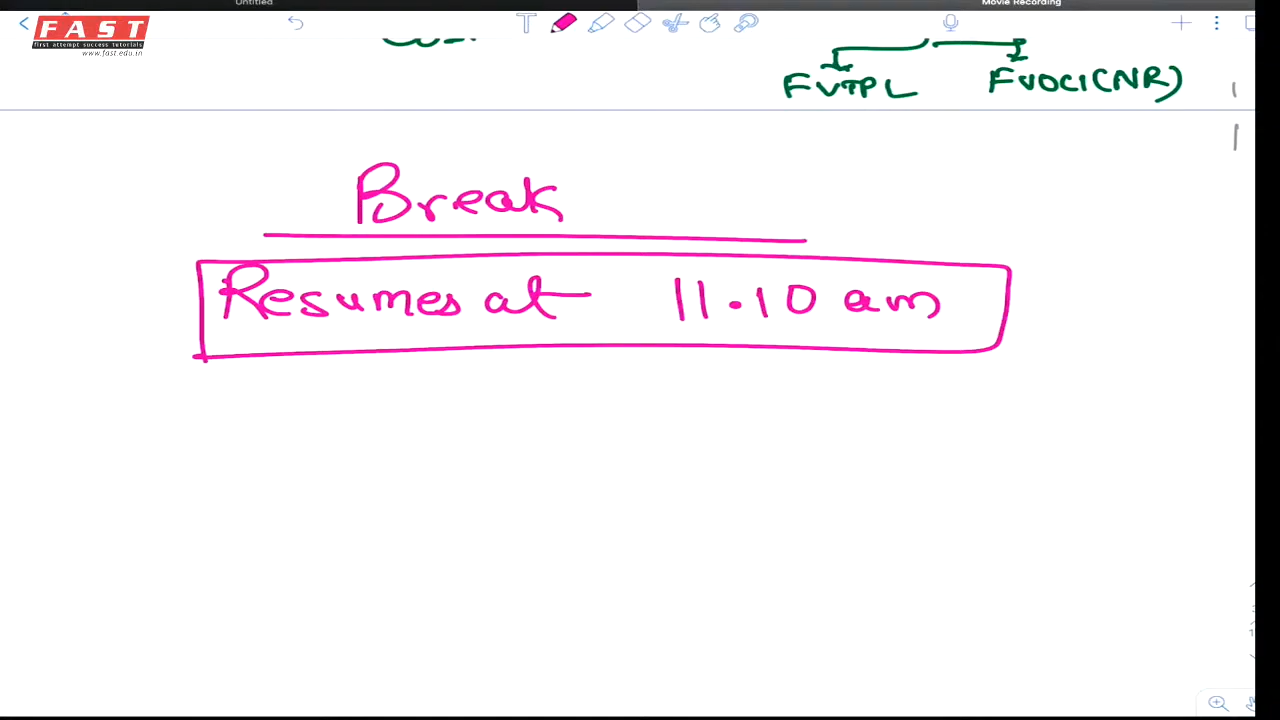 Untitled
Movie Recording
FAST
first attempt success tutorials
www.fast.edu.in
T
FVTPL
FVOCI(NR)
Break
Resumes at 11.10 am